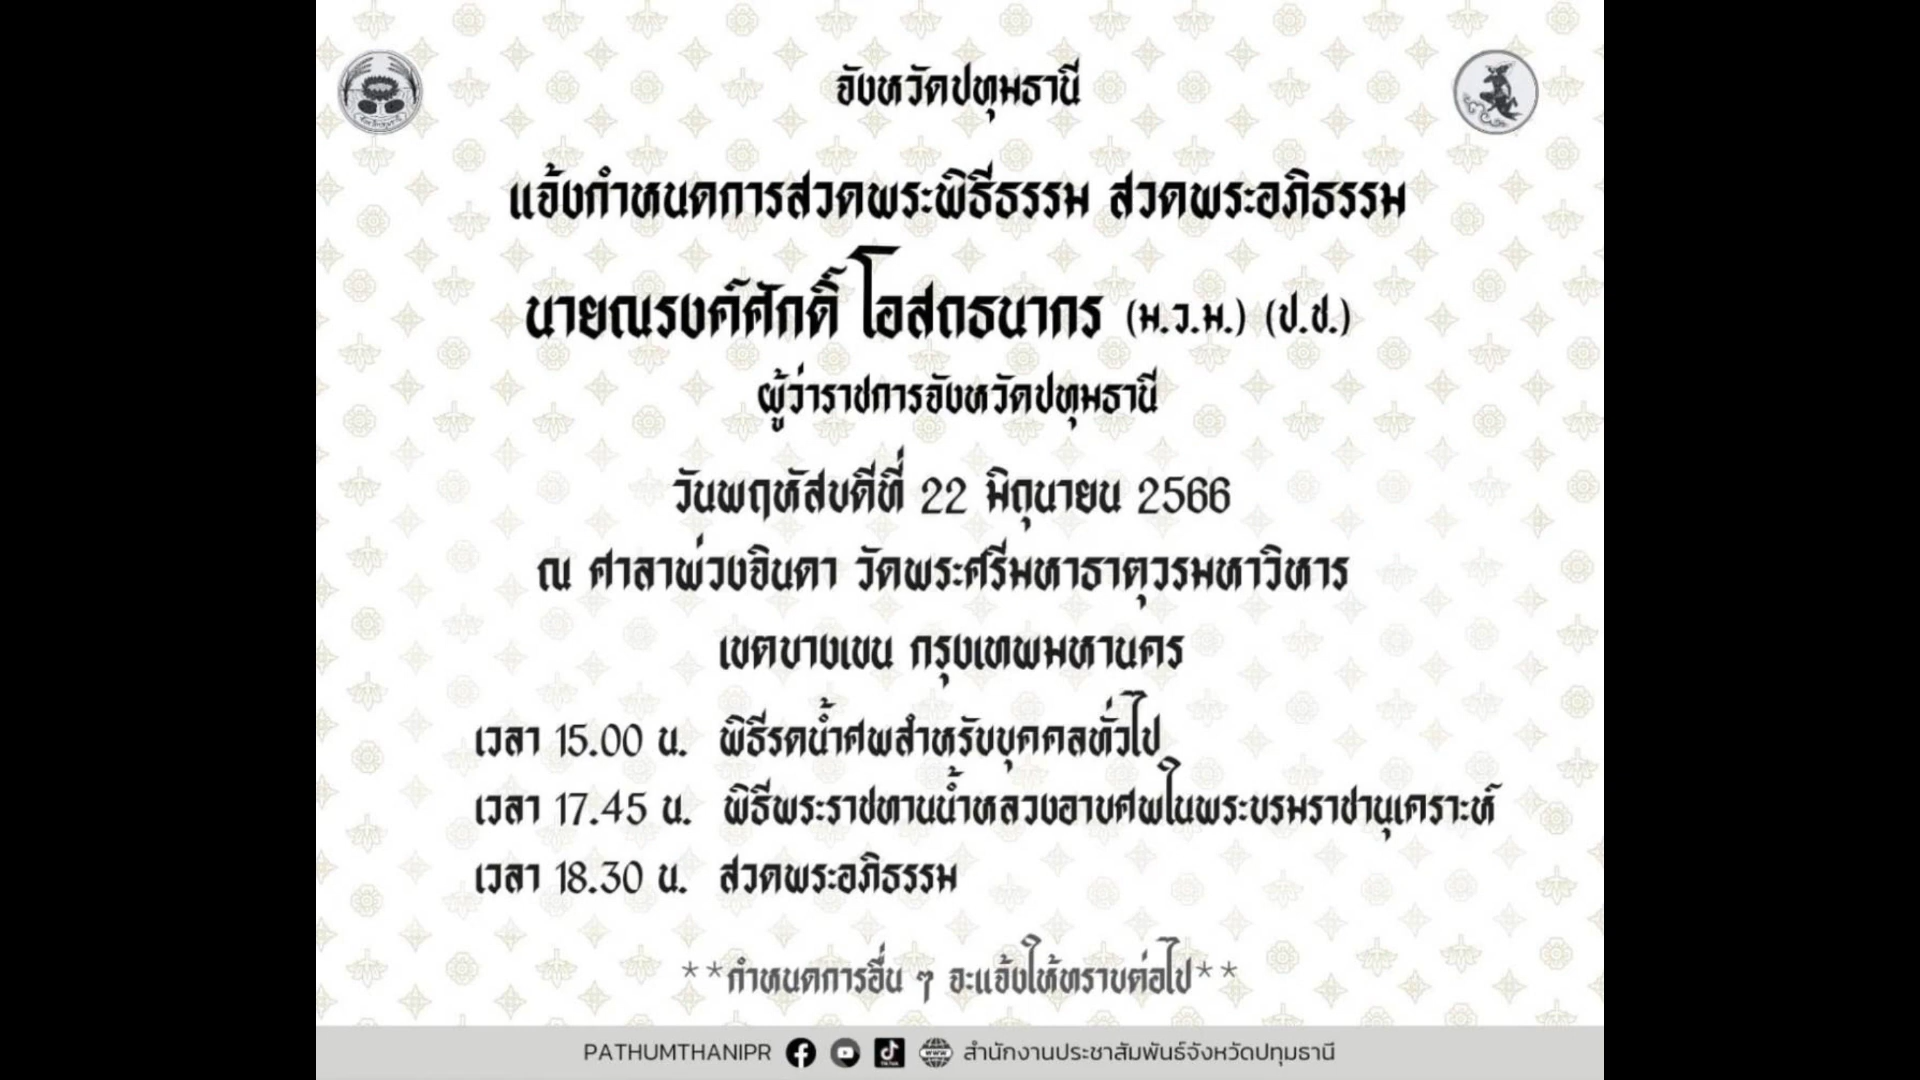 จังหวัดปทุมธานี
แจ้งกำหนดการสวดพระพิธีธรรม สวดพระอภิธรรม
นายณรงค์ศักดิ์ โอสถธนากร (ม.ว.ม.) (ป.ช.)
ผู้ว่าราชการจังหวัดปทุมธานี
วันพฤหัสบดีที่ 22 มิถุนายน 2566
ณ ศาลาพ่วงจินดา วัดพระศรีมหาธาตุวรมหาวิหาร
เขตบางเขน กรุงเทพมหานคร
เวลา 15.00 น. พิธีรดน้ำศพสำหรับบุคคลทั่วไป
เวลา 17.45 น. พิธีพระราชทานน้ำหลวงอาบศพในพระบรมราชานุเคราะห์
เวลา 18.30 น. สวดพระอภิธรรม
**กำหนดการอื่น ๆ จะแจ้งให้ทราบต่อไป**
PATHUMTHANIPR www สำนักงานประชาสัมพันธ์จังหวัดปทุมธานี